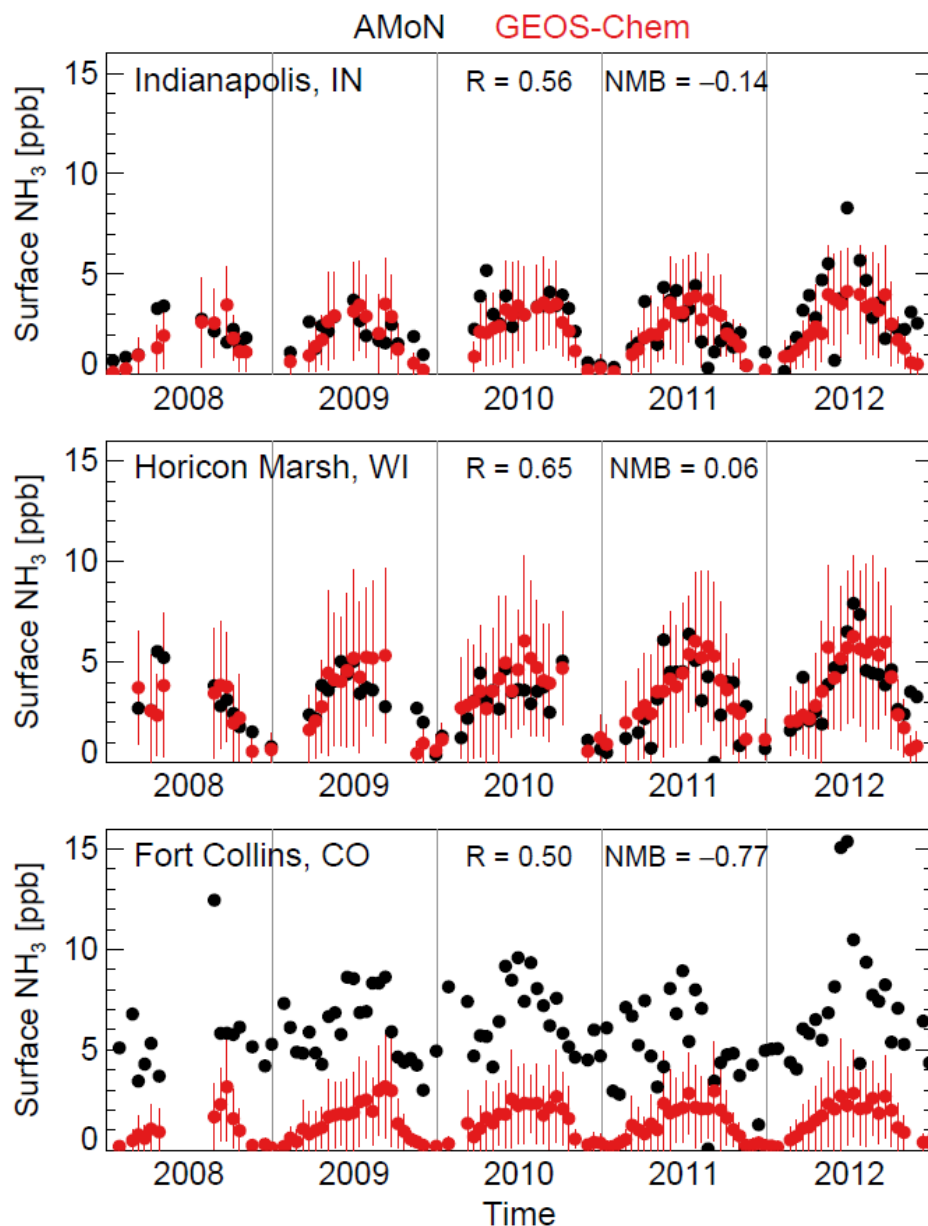 AMoN GEOS-Chem
Indianapolis, IN R = 0.56 NMB = –0.14
Surface NH3 [ppb]
15
10
5
0
2008 2009 2010 2011 2012
Horicon Marsh, WI R = 0.65 NMB = 0.06
Surface NH3 [ppb]
15
10
5
0
2008 2009 2010 2011 2012
Fort Collins, CO R = 0.50 NMB = –0.77
Surface NH3 [ppb]
15
10
5
0
2008 2009 2010 2011 2012
Time